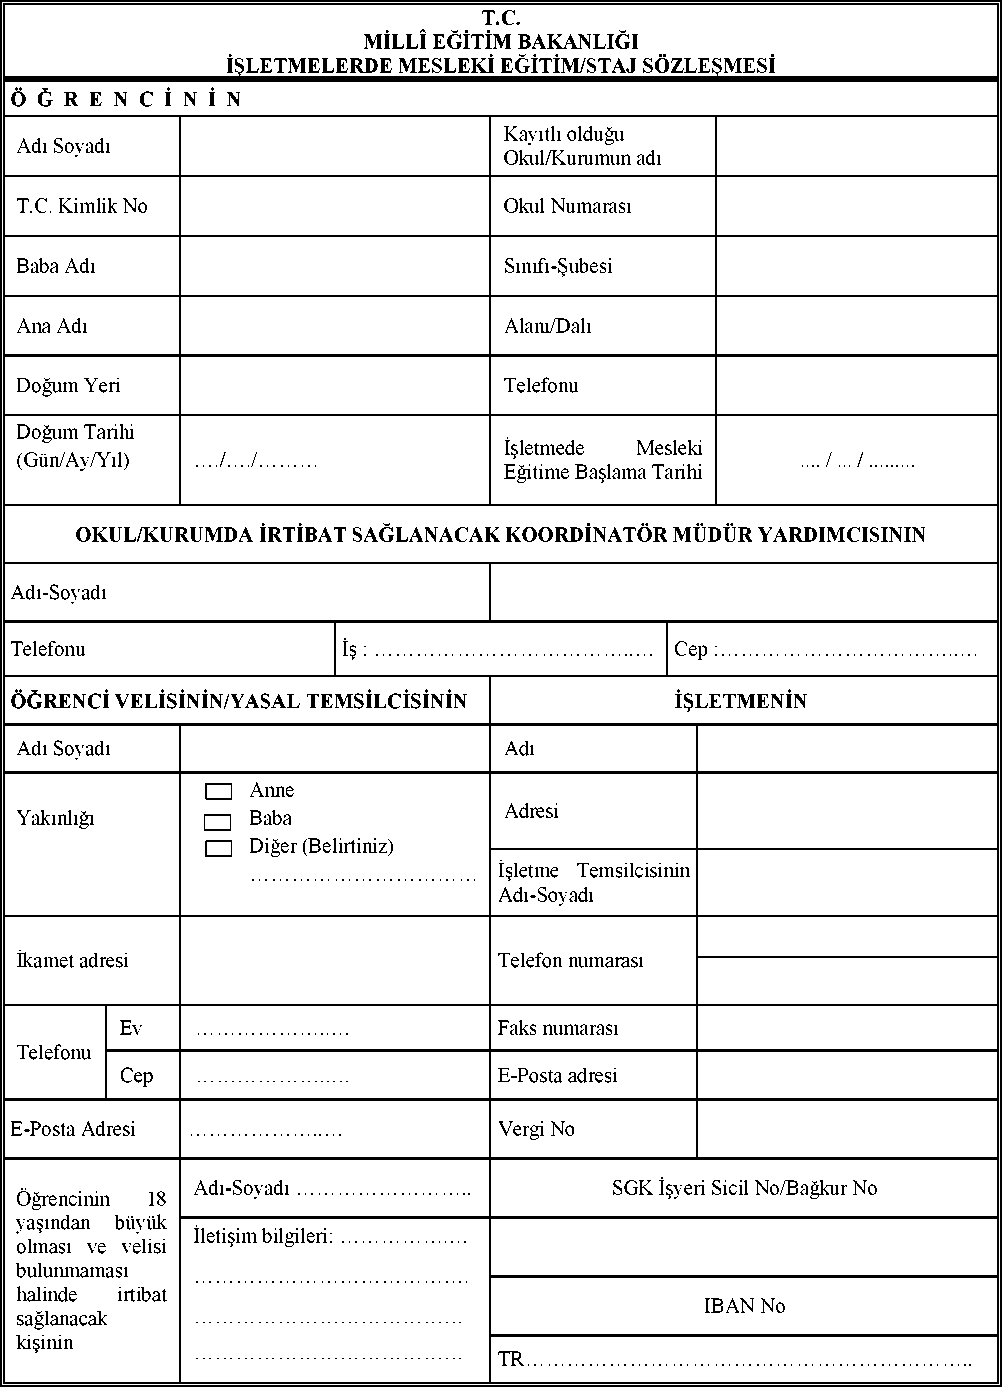 T.C.
MİLLÎ EĞİTİM BAKANLIĞI
İŞLETMELERDE MESLEKİ EĞİTİM/STAJ SÖZLEŞMESİ
Ö Ğ R E N C İ N İ N
Adı Soyadı
Kayıtlı olduğu
Okul/Kurumun adı
T.C. Kimlik No
Okul Numarası
Baba Adı
Sınıfı-Şubesi
Ana Adı
Alanı/Dalı
Doğum Yeri
Telefonu
Doğum Tarihi
(Gün/Ay/Yıl)
…./…./………
İşletmede Mesleki
Eğitime Başlama Tarihi
.... / ... / .........
OKUL/KURUMDA İRTİBAT SAĞLANACAK KOORDİNATÖR MÜDÜR YARDIMCISININ
Adı-Soyadı
Telefonu
İş : ………………………………..….
Cep :……………………………..….
ÖĞRENCİ VELİSİNİN/YASAL TEMSİLCİSİNİN
İŞLETMENİN
Adı Soyadı
Adı
Yakınlığı
Anne
Baba
Diğer (Belirtiniz)
……………………………
Adresi
İşletme Temsilcisinin
Adı-Soyadı
İkamet adresi
Telefon numarası
Telefonu
Ev
………………..….
Faks numarası
Cep
………………..….
E-Posta adresi
E-Posta Adresi
………………..….
Vergi No
Öğrencinin 18
yaşından büyük
olması ve velisi
bulunmaması
halinde irtibat
sağlanacak
kişinin
Adı-Soyadı ……………………..
İletişim bilgileri: …………….…
………………………………….
…………………………………
…………………………………
SGK İşyeri Sicil No/Bağkur No
IBAN No
TR………………………………………………………..